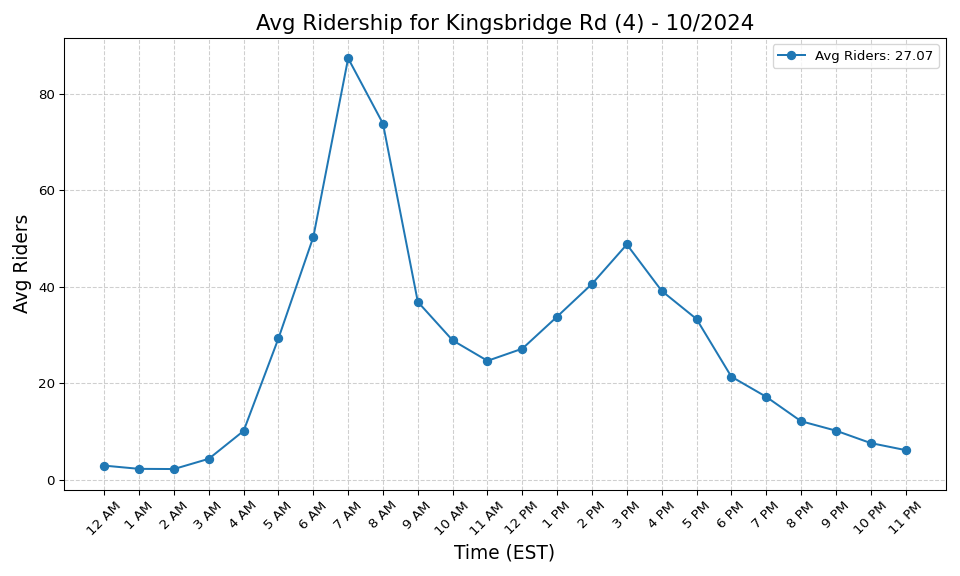 Avg Ridership for Kingsbridge Rd (4) - 10/2024
Avg Riders: 27.07
Avg Riders
80
60
40
20
0
12 AM
1 AM
2 AM
3 AM
4 AM
5 AM
6 AM
7 AM
8 AM
9 AM
10 AM
11 AM
12 PM
1 PM
2 PM
3 PM
4 PM
5 PM
6 PM
7 PM
8 PM
9 PM
10 PM
11 PM
Time (EST)